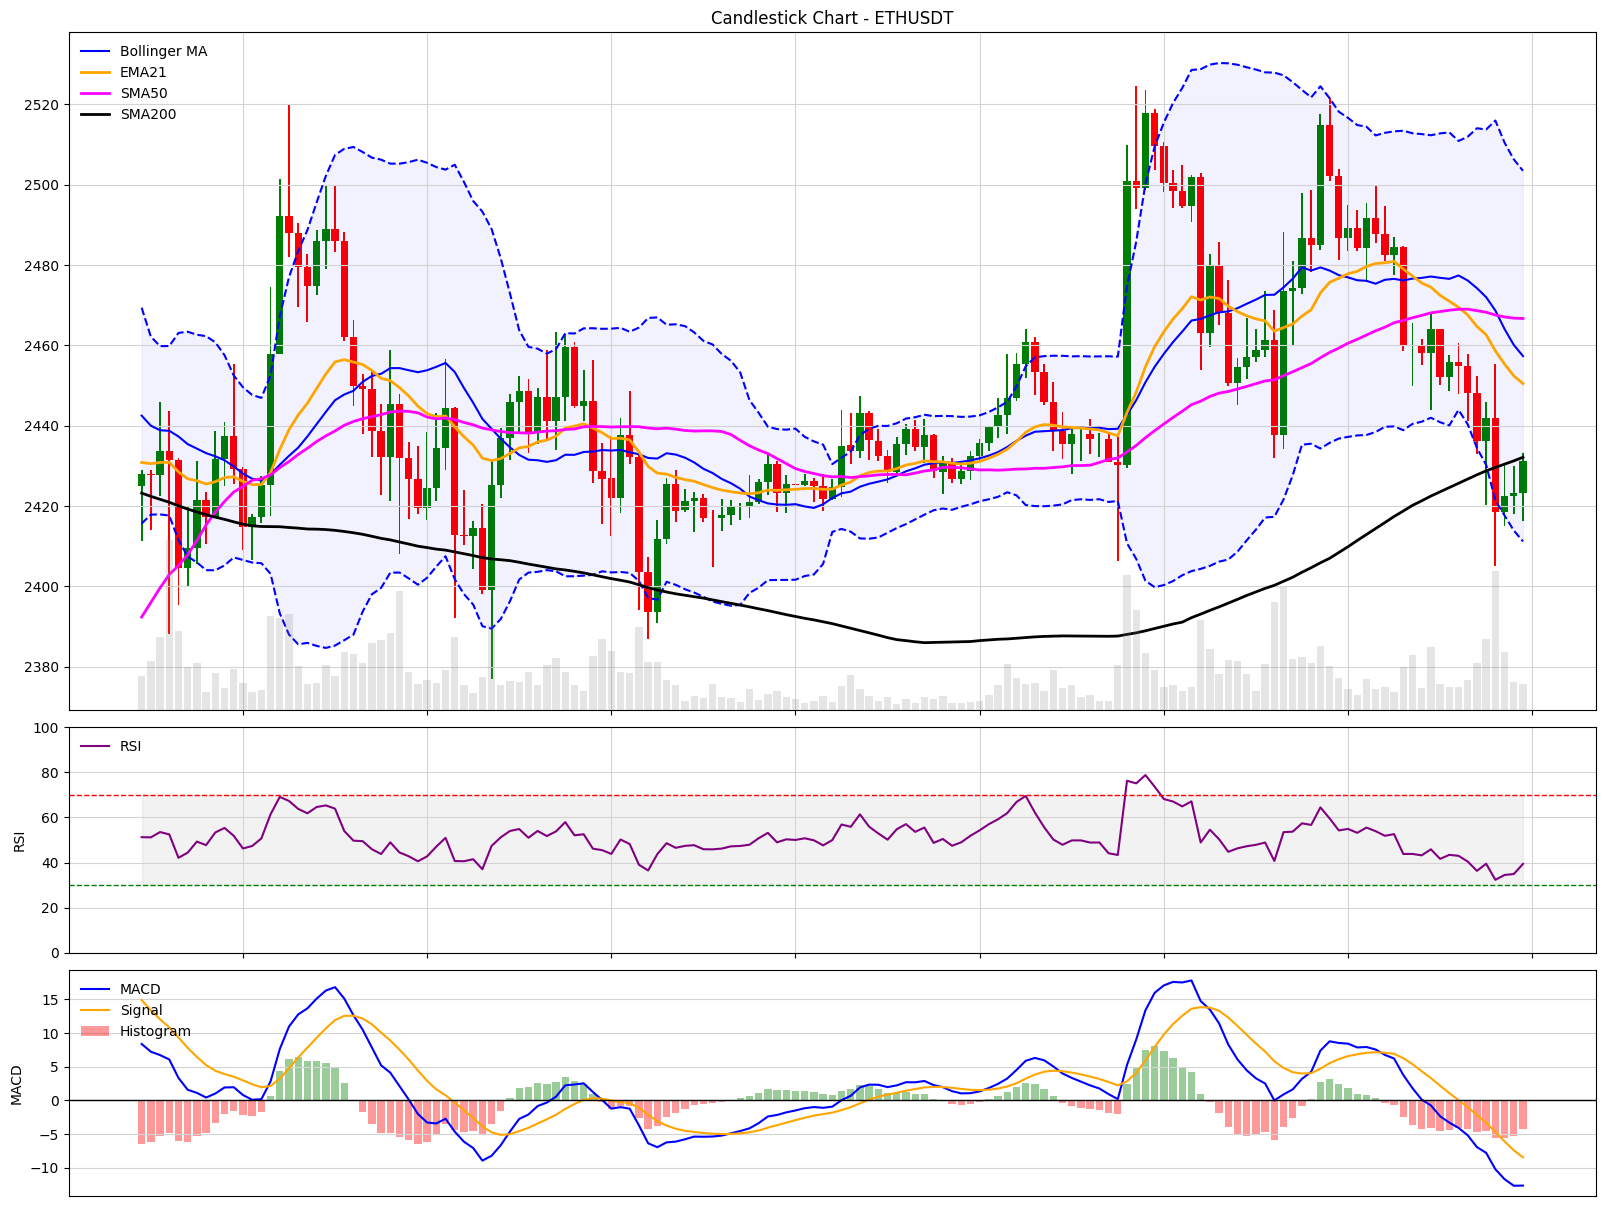 Candlestick Chart - ETHUSDT
Bollinger MA
EMA21
SMA50
SMA200
2520
2500
2480
2460
2440
2420
2400
2380
RSI
100
80
60
40
20
0
RSI
MACD
Signal
Histogram
15
10
5
0
−5
−10
MACD